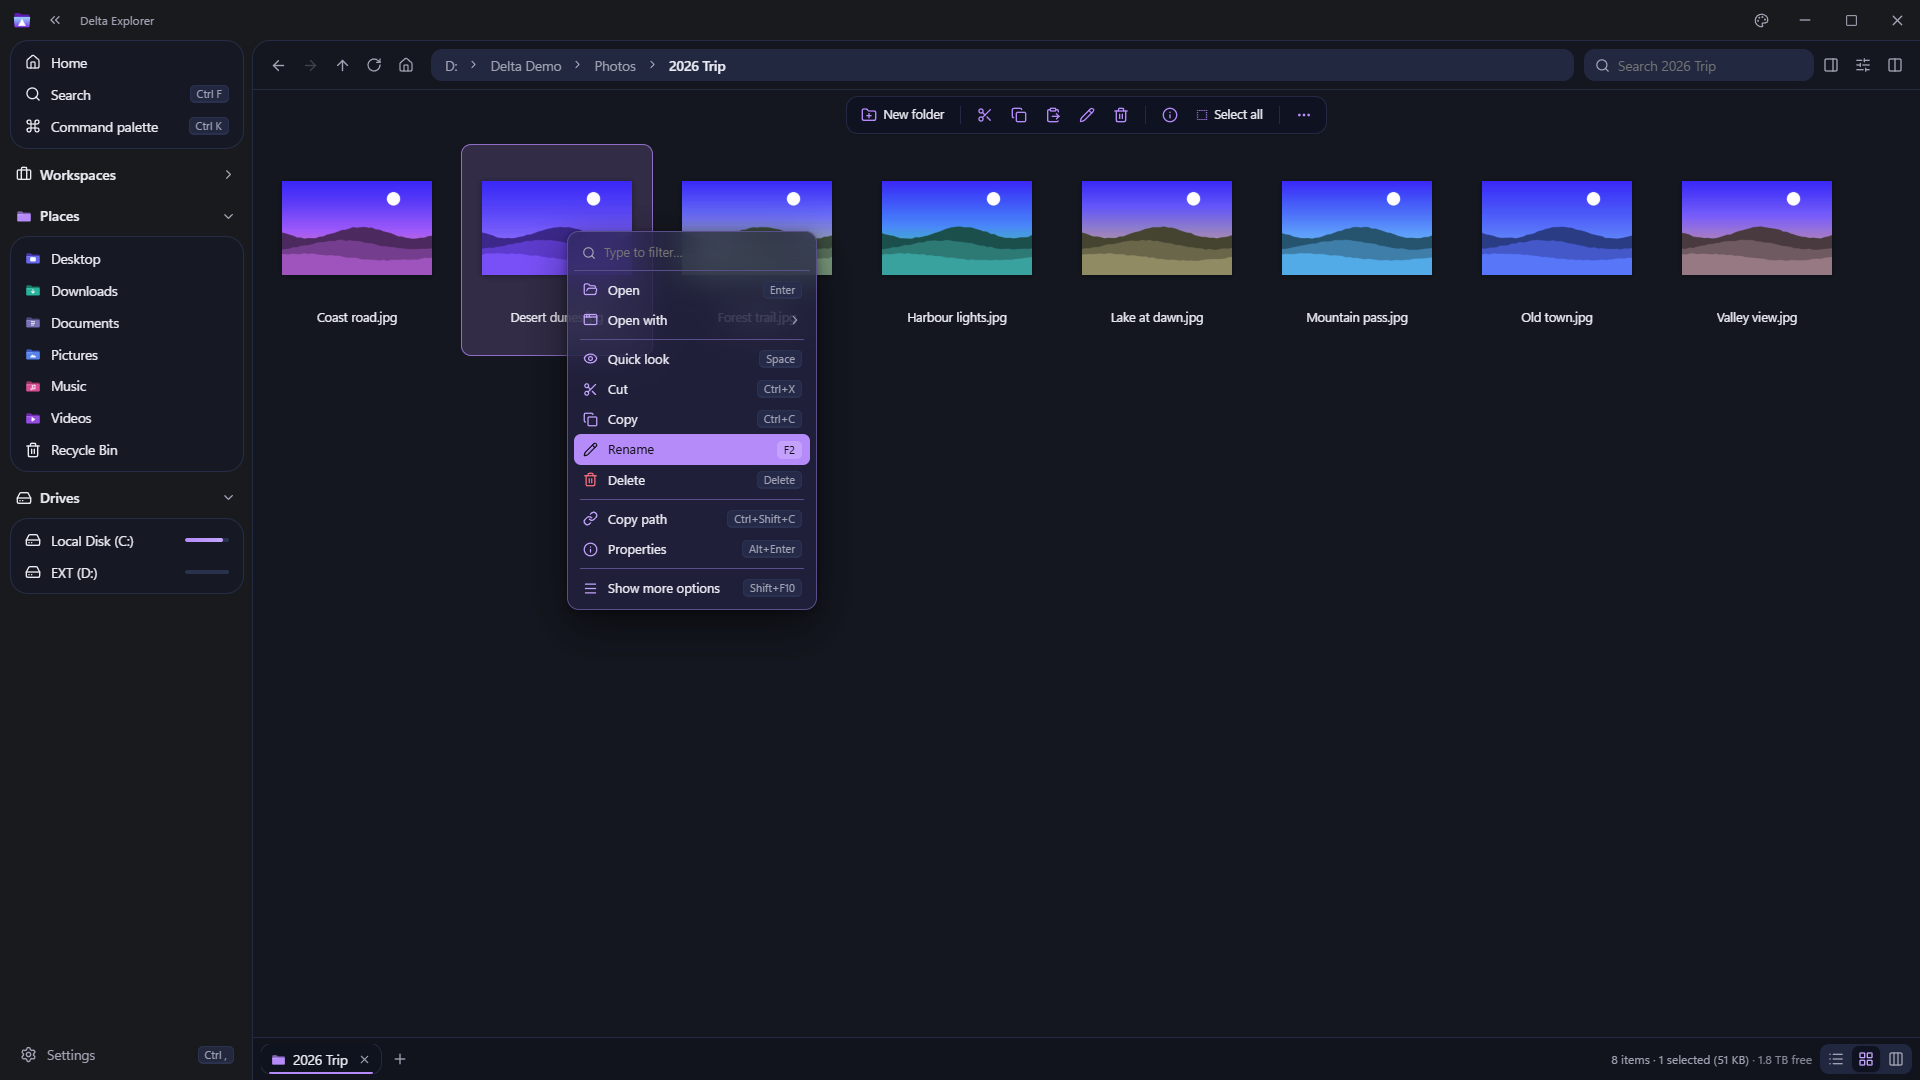 Delta Explorer
Home
Search Ctrl F
Command palette Ctrl K
Workspaces
Places
Desktop
Downloads
Documents
Pictures
Music
Videos
Recycle Bin
Drives
Local Disk (C:)
EXT (D:)
Settings Ctrl ,
D: Delta Demo Photos 2026 Trip
Search 2026 Trip
New folder Select all
Coast road.jpg
Desert dun
Forest trail.jpg
Harbour lights.jpg
Lake at dawn.jpg
Mountain pass.jpg
Old town.jpg
Valley view.jpg
Type to filter...
Open Enter
Open with
Quick look Space
Cut Ctrl+X
Copy Ctrl+C
Rename F2
Delete Delete
Copy path Ctrl+Shift+C
Properties Alt+Enter
Show more options Shift+F10
2026 Trip
8 items · 1 selected (51 KB) · 1.8 TB free